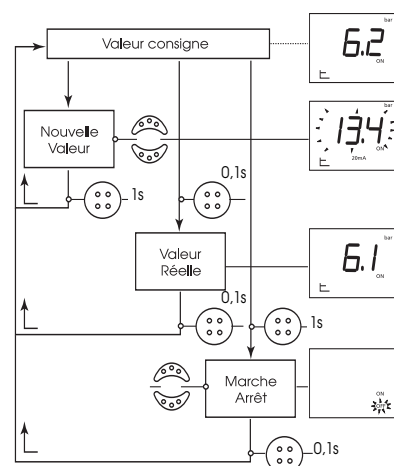 Valeur consigne
bar
6.2
ON
Nouvelle
Valeur
bar
13.4
ON
20mA
1s
0,1s
Valeur
Réelle
bar
6.1
ON
0,1s
1s
Marche
Arrêt
ON
OFF
0,1s